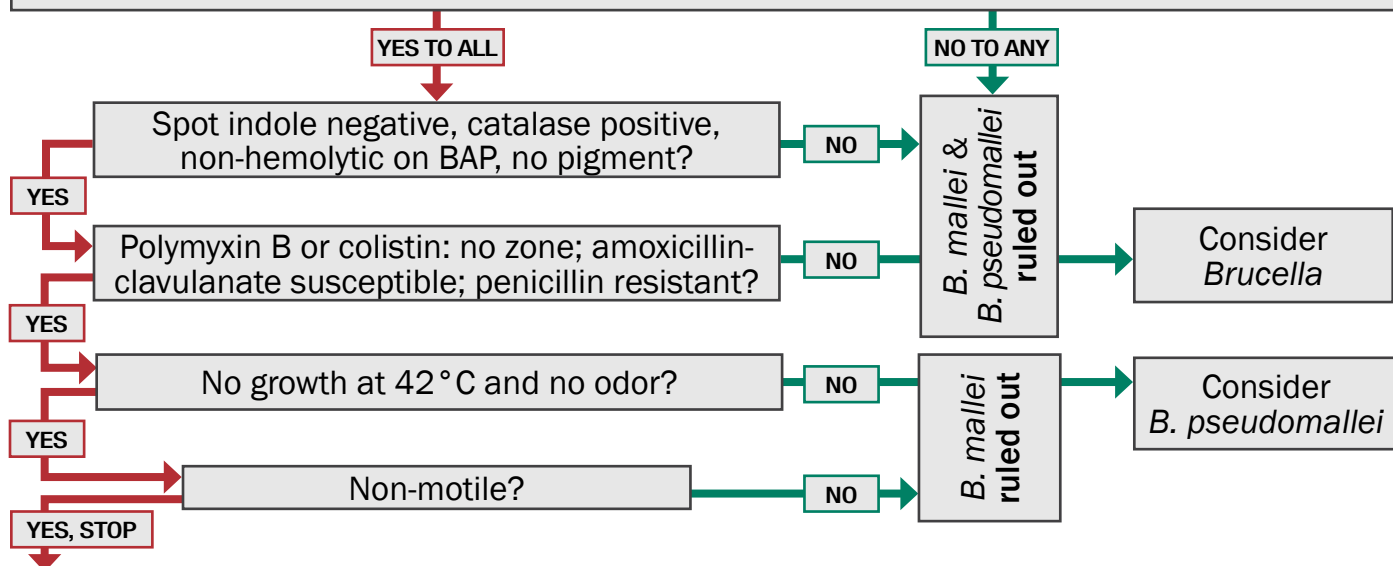 YES TO ALL
NO TO ANY
Spot indole negative, catalase positive,
non-hemolytic on BAP, no pigment?
NO
B. mallei &
B. pseudomallei
ruled out
YES
Polymyxin B or colistin: no zone; amoxicillin-
clavulanate susceptible; penicillin resistant?
NO
Consider
Brucella
YES
No growth at 42°C and no odor?
NO
B. mallei
ruled out
Consider
B. pseudomallei
YES
Non-motile?
NO
YES, STOP